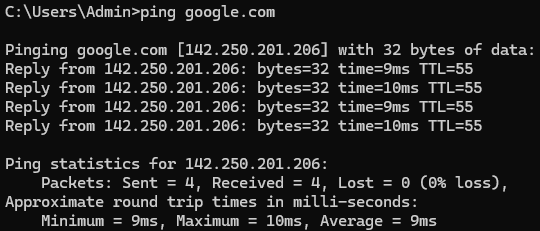 C:\Users\Admin>ping google.com
Pinging google.com [142.250.201.206] with 32 bytes of data:
Reply from 142.250.201.206: bytes=32 time=9ms TTL=55
Reply from 142.250.201.206: bytes=32 time=10ms TTL=55
Reply from 142.250.201.206: bytes=32 time=9ms TTL=55
Reply from 142.250.201.206: bytes=32 time=10ms TTL=55
Ping statistics for 142.250.201.206:
    Packets: Sent = 4, Received = 4, Lost = 0 (0% loss),
Approximate round trip times in milli-seconds:
    Minimum = 9ms, Maximum = 10ms, Average = 9ms